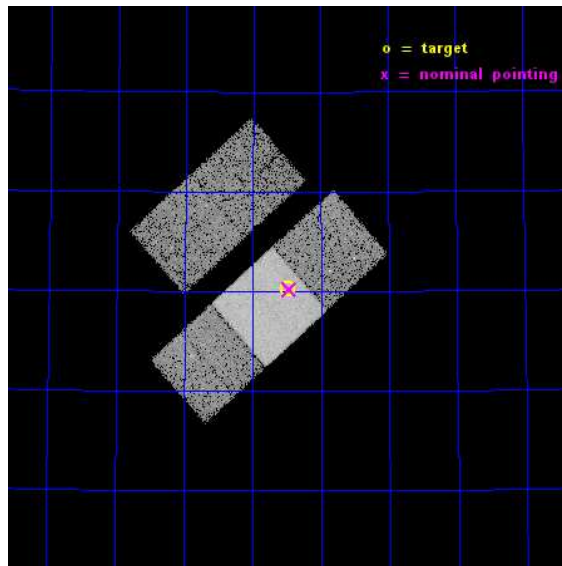 o = target
x = nominal pointing